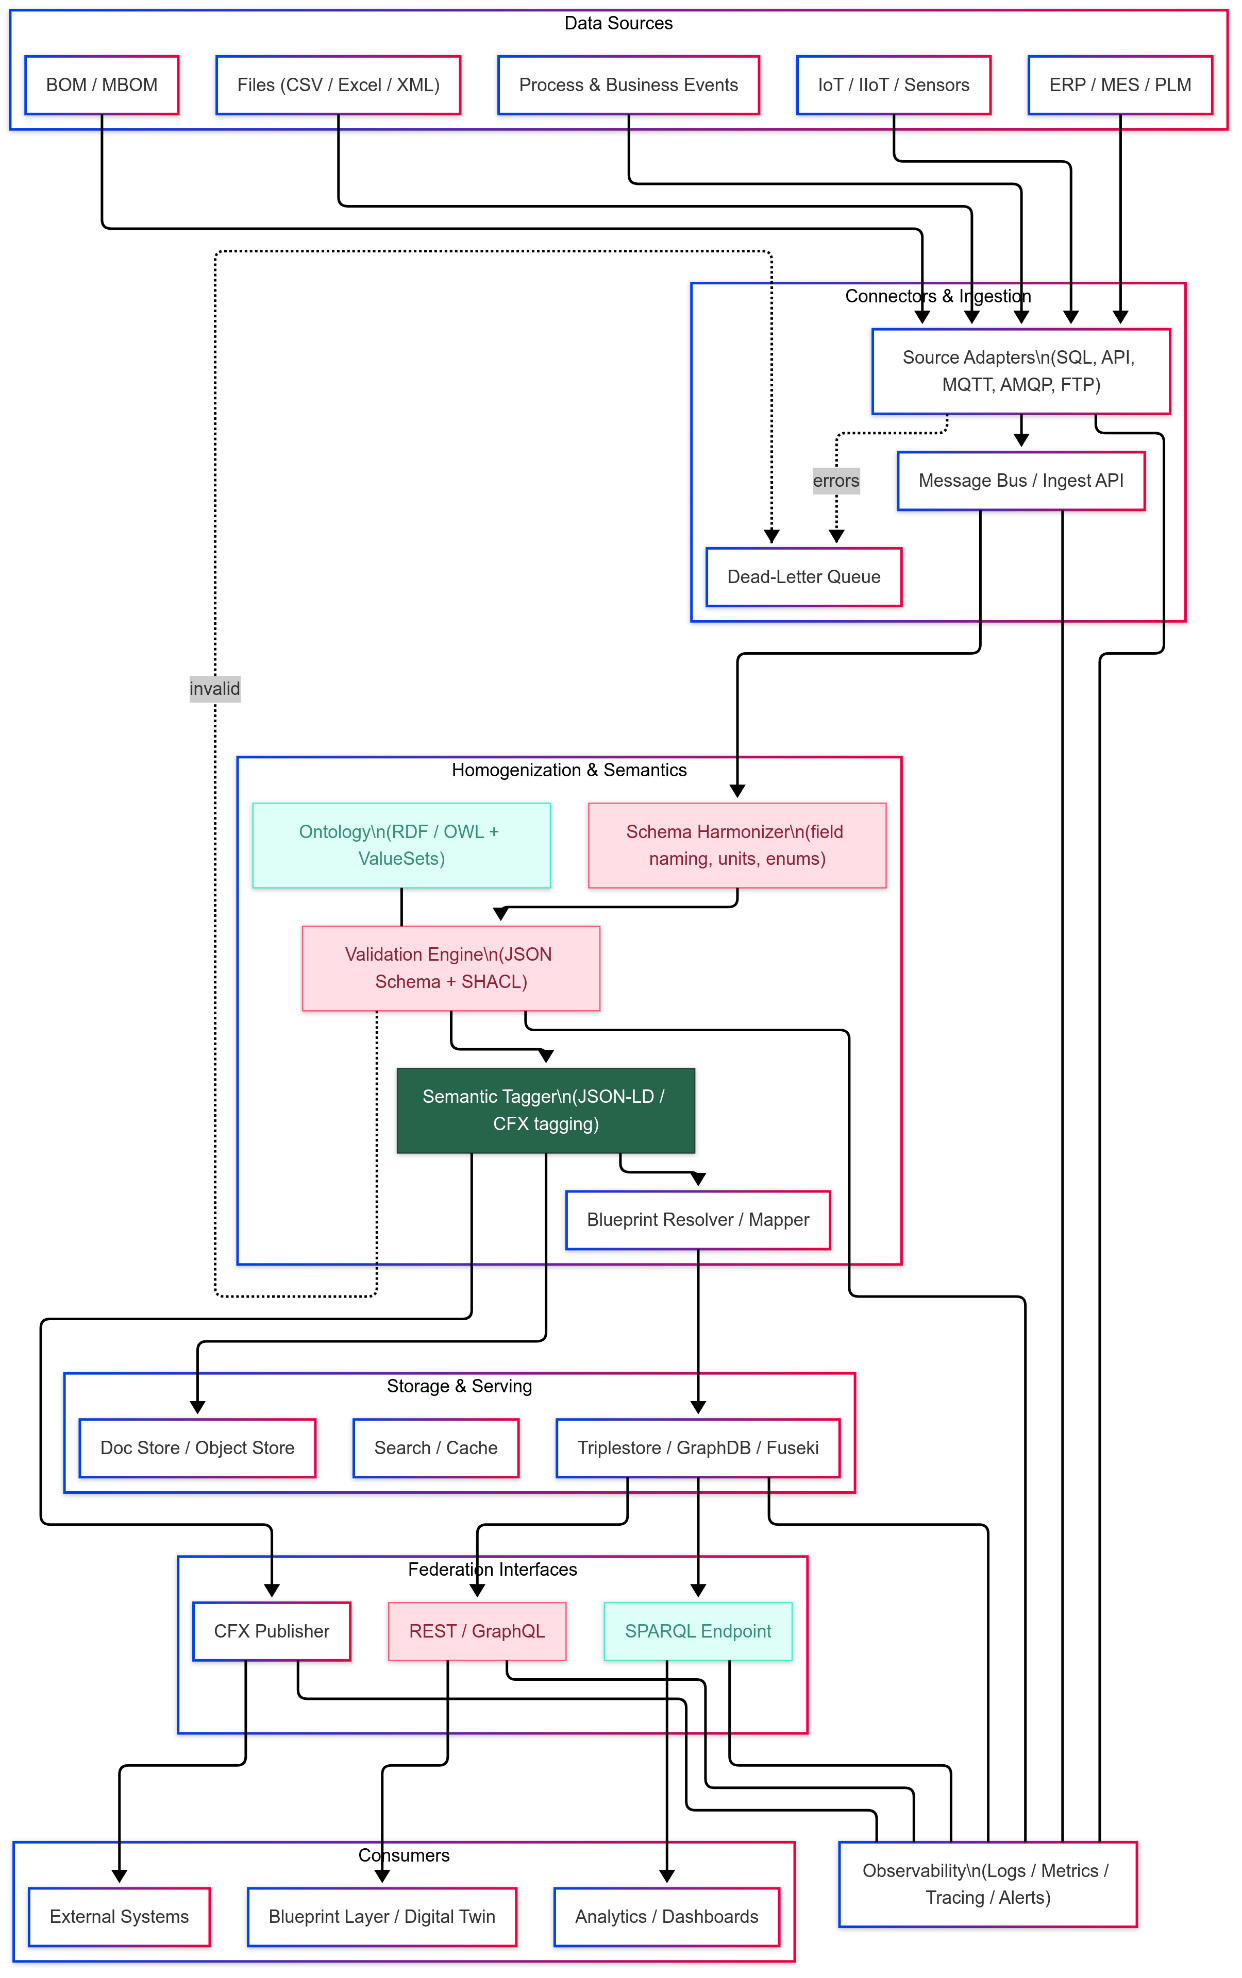 Data Sources
BOM / MBOM
Files (CSV / Excel / XML)
Process & Business Events
IoT / IIoT / Sensors
ERP / MES / PLM
Connectors & Ingestion
Source Adapters\n(SQL, API,
MQTT, AMQP, FTP)
errors
Message Bus / Ingest API
Dead-Letter Queue
invalid
Homogenization & Semantics
Ontology\n(RDF / OWL +
ValueSets)
Schema Harmonizer\n(field
naming, units, enums)
Validation Engine\n(JSON
Schema + SHACL)
Semantic Tagger\n(JSON-LD /
CFX tagging)
Blueprint Resolver / Mapper
Storage & Serving
Doc Store / Object Store
Search / Cache
Triplestore / GraphDB / Fuseki
Federation Interfaces
CFX Publisher
REST / GraphQL
SPARQL Endpoint
Consumers
External Systems
Blueprint Layer / Digital Twin
Analytics / Dashboards
Observability\n(Logs / Metrics /
Tracing / Alerts)